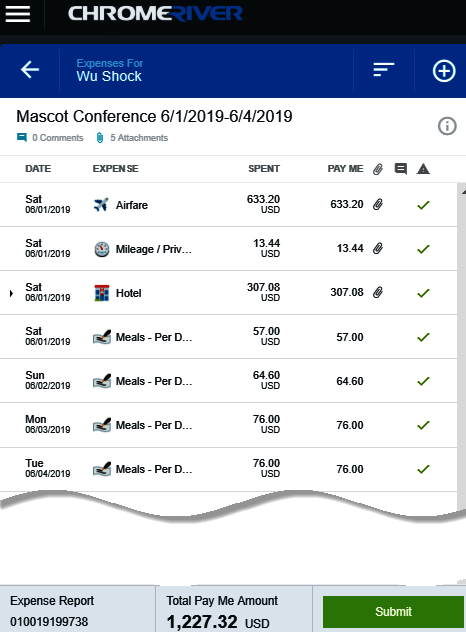 CHROMERIVER
Expenses For
Wu Shock
Mascot Conference 6/1/2019-6/4/2019
0 Comments 5 Attachments
DATE EXPENSE SPENT PAY ME
Sat 633.20
06/01/2019 Airfare USD 633.20
Sat 13.44
06/01/2019 Mileage / Priv... USD 13.44
Sat 307.08
06/01/2019 Hotel USD 307.08
Sat 57.00
06/01/2019 Meals - Per D... USD 57.00
Sun 64.60
06/02/2019 Meals - Per D... USD 64.60
Mon 76.00
06/03/2019 Meals - Per D... USD 76.00
Tue 76.00
06/04/2019 Meals - Per D... USD 76.00
Expense Report Total Pay Me Amount
010019199738 1,227.32 USD
Submit